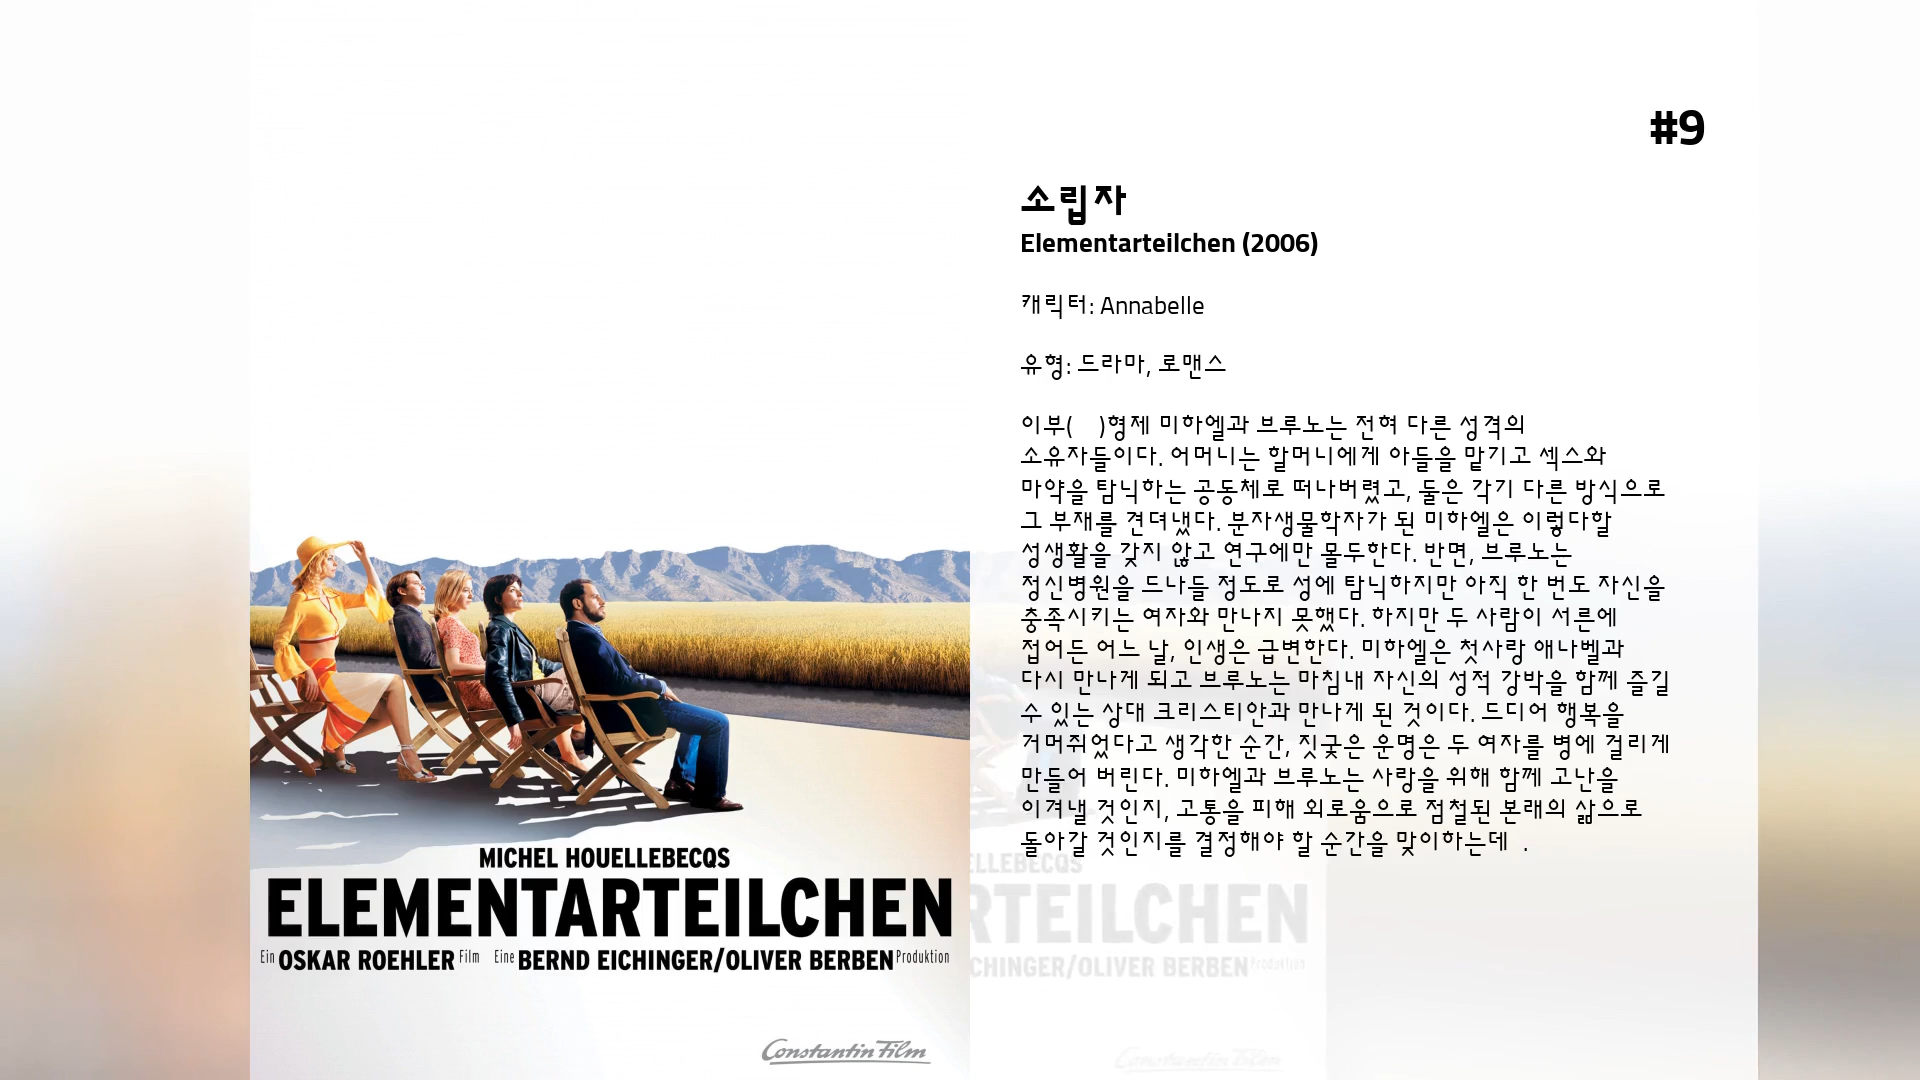 #9
소립자
Elementarteilchen (2006)
캐릭터: Annabelle
유형: 드라마, 로맨스
이부( )형제 미하엘과 브루노는 전혀 다른 성격의
소유자들이다. 어머니는 할머니에게 아들을 맡기고 섹스와
마약을 탐닉하는 공동체로 떠나버렸고, 둘은 각기 다른 방식으로
그 부재를 견뎌냈다. 분자생물학자가 된 미하엘은 이렇다할
성생활을 갖지 않고 연구에만 몰두한다. 반면, 브루노는
정신병원을 드나들 정도로 성에 탐닉하지만 아직 한 번도 자신을
충족시키는 여자와 만나지 못했다. 하지만 두 사람이 서른에
접어든 어느 날, 인생은 급변한다. 미하엘은 첫사랑 애나벨과
다시 만나게 되고 브루노는 마침내 자신의 성적 강박을 함께 즐길
수 있는 상대 크리스티안과 만나게 된 것이다. 드디어 행복을
거머쥐었다고 생각한 순간, 짓궂은 운명은 두 여자를 병에 걸리게
만들어 버린다. 미하엘과 브루노는 사랑을 위해 함께 고난을
이겨낼 것인지, 고통을 피해 외로움으로 점철된 본래의 삶으로
돌아갈 것인지를 결정해야 할 순간을 맞이하는데 .
MICHEL HOUELLEBECQS
ELEMENTARTEILCHEN
Ein OSKAR ROEHLER Film Eine BERND EICHINGER/OLIVER BERBEN Produktion
Constantin Film
LLEBECQS
RTEILCHEN
CHINGER/OLIVER BERBEN Produktion
Constantin Film